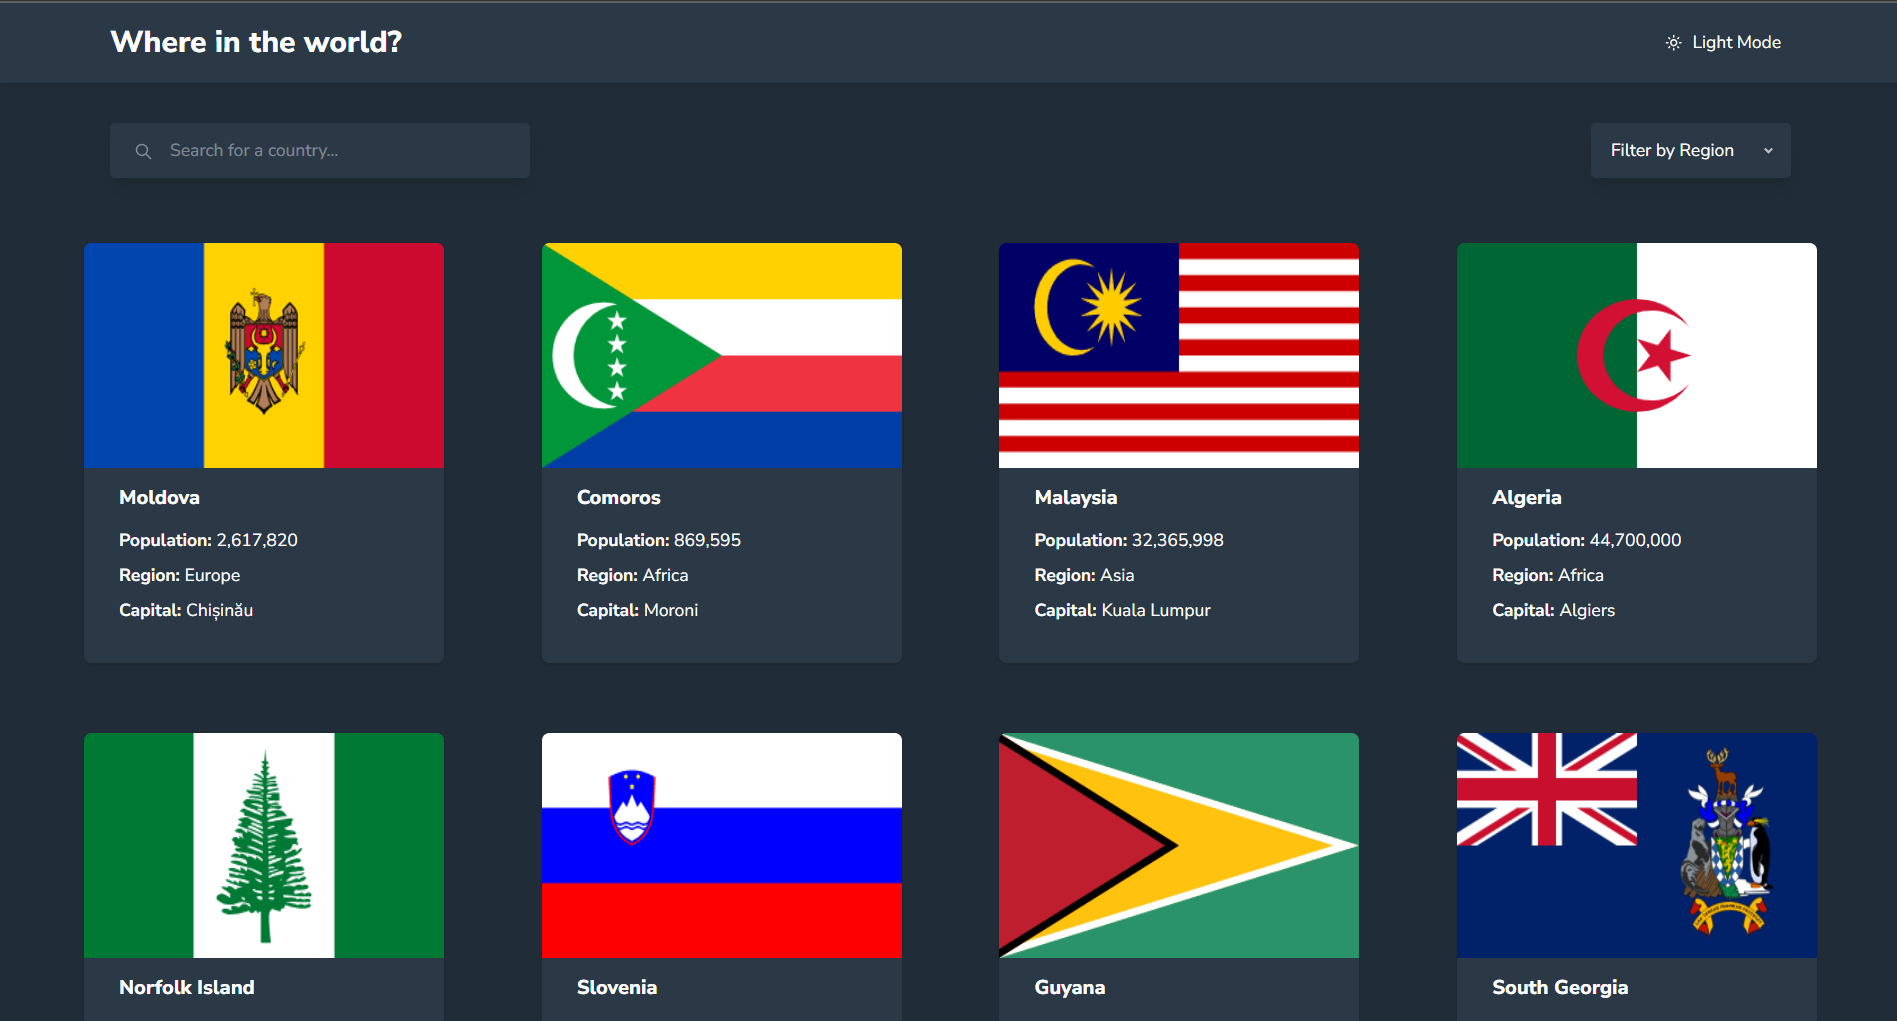 Where in the world?
Light Mode
Search for a country...
Filter by Region
Moldova
Population: 2,617,820
Region: Europe
Capital: Chișinău
Comoros
Population: 869,595
Region: Africa
Capital: Moroni
Malaysia
Population: 32,365,998
Region: Asia
Capital: Kuala Lumpur
Algeria
Population: 44,700,000
Region: Africa
Capital: Algiers
Norfolk Island
Slovenia
Guyana
South Georgia